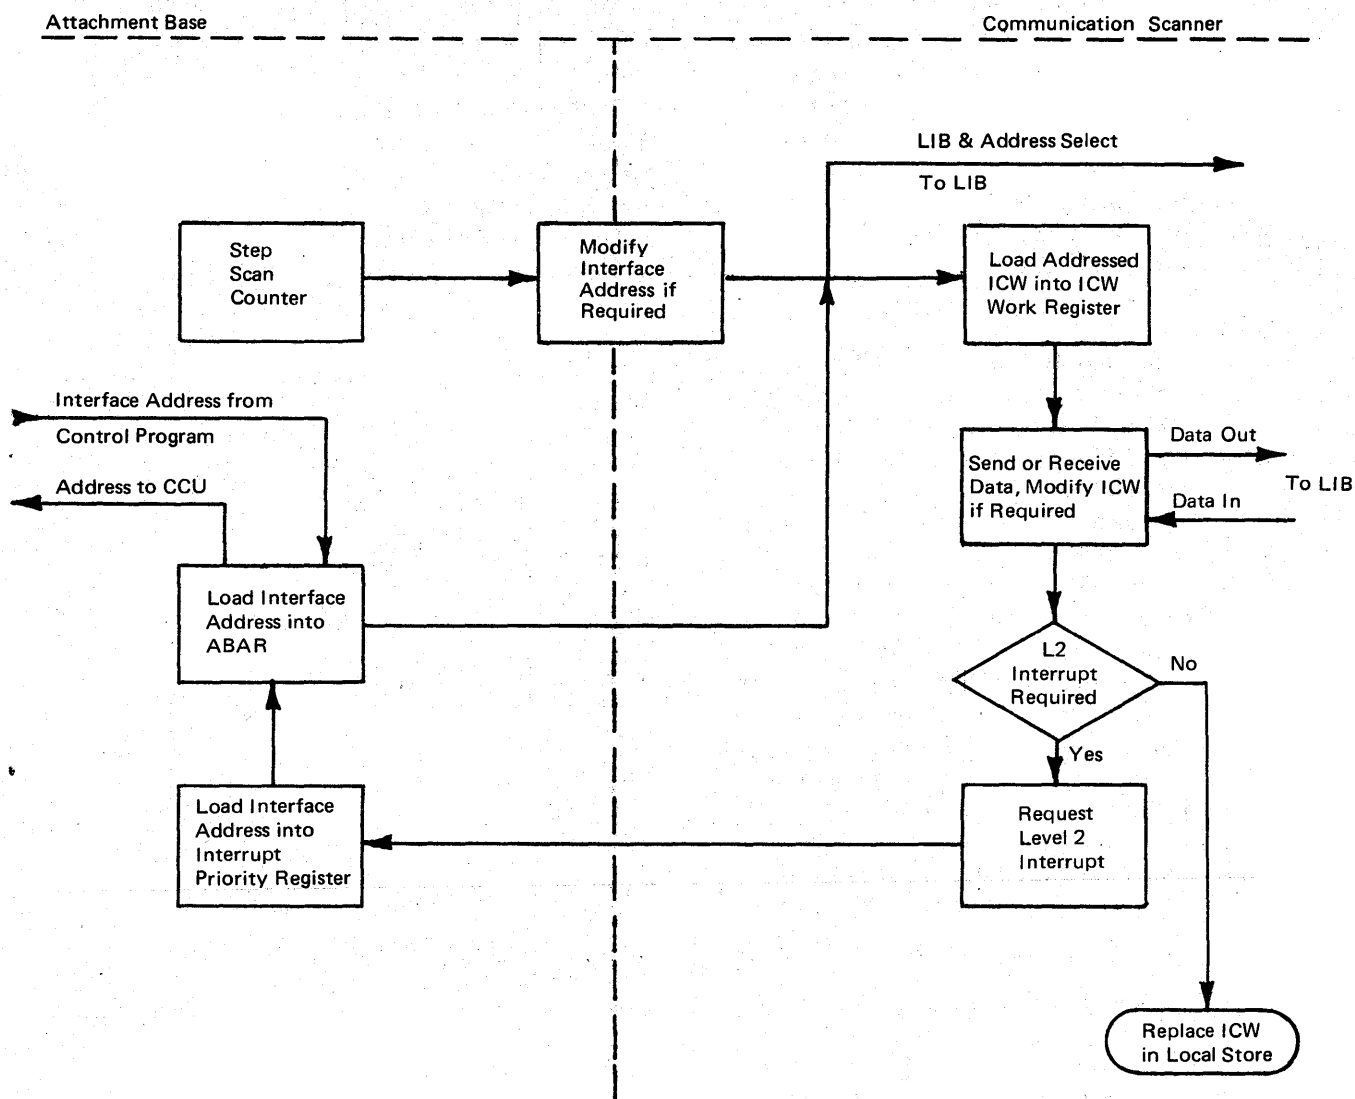 Attachment Base
Communication Scanner
LIB & Address Select
To LIB
Step
Scan
Counter
Modify
Interface
Address if
Required
Load Addressed
ICW into ICW
Work Register
Interface Address from
Control Program
Address to CCU
Data Out
Send or Receive
Data, Modify ICW
if Required
To LIB
Data In
Load Interface
Address into
ABAR
L2
Interrupt
Required
No
Yes
Load Interface
Address into
Interrupt
Priority Register
Request
Level 2
Interrupt
Replace ICW
in Local Store